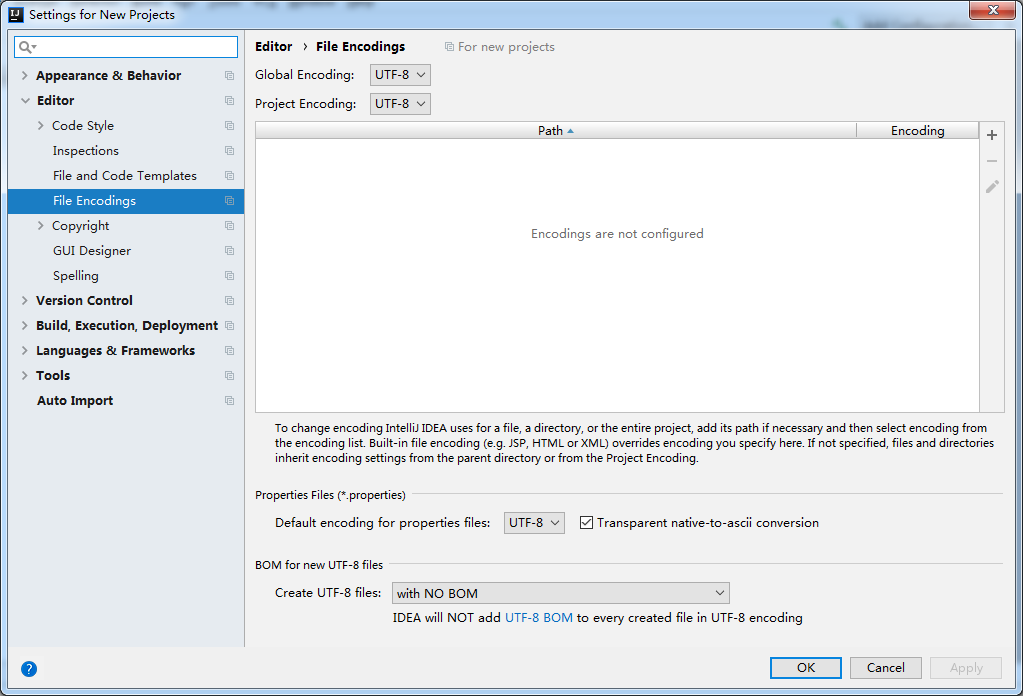 Settings for New Projects
Appearance & Behavior
Editor
Code Style
Inspections
File and Code Templates
File Encodings
Copyright
GUI Designer
Spelling
Version Control
Build, Execution, Deployment
Languages & Frameworks
Tools
Auto Import
Editor › File Encodings For new projects
Global Encoding: UTF-8
Project Encoding: UTF-8
Path Encoding
Encodings are not configured
To change encoding IntelliJ IDEA uses for a file, a directory, or the entire project, add its path if necessary and then select encoding from
the encoding list. Built-in file encoding (e.g. JSP, HTML or XML) overrides encoding you specify here. If not specified, files and directories
inherit encoding settings from the parent directory or from the Project Encoding.
Properties Files (*.properties)
Default encoding for properties files: UTF-8 Transparent native-to-ascii conversion
BOM for new UTF-8 files
Create UTF-8 files: with NO BOM
IDEA will NOT add UTF-8 BOM to every created file in UTF-8 encoding
? OK Cancel Apply